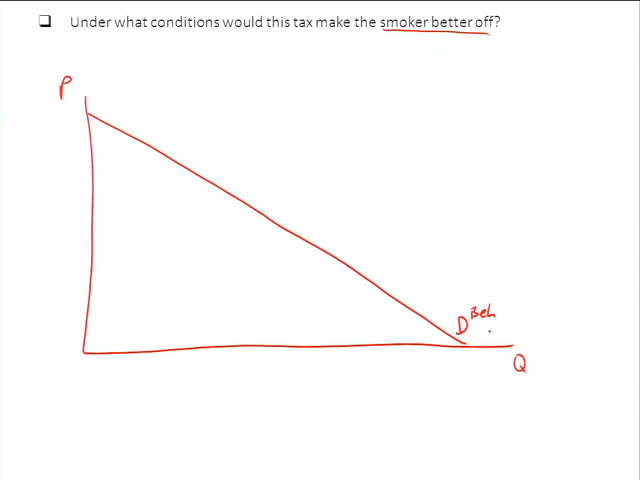 Under what conditions would this tax make the smoker better off?
P
D^Beh
Q